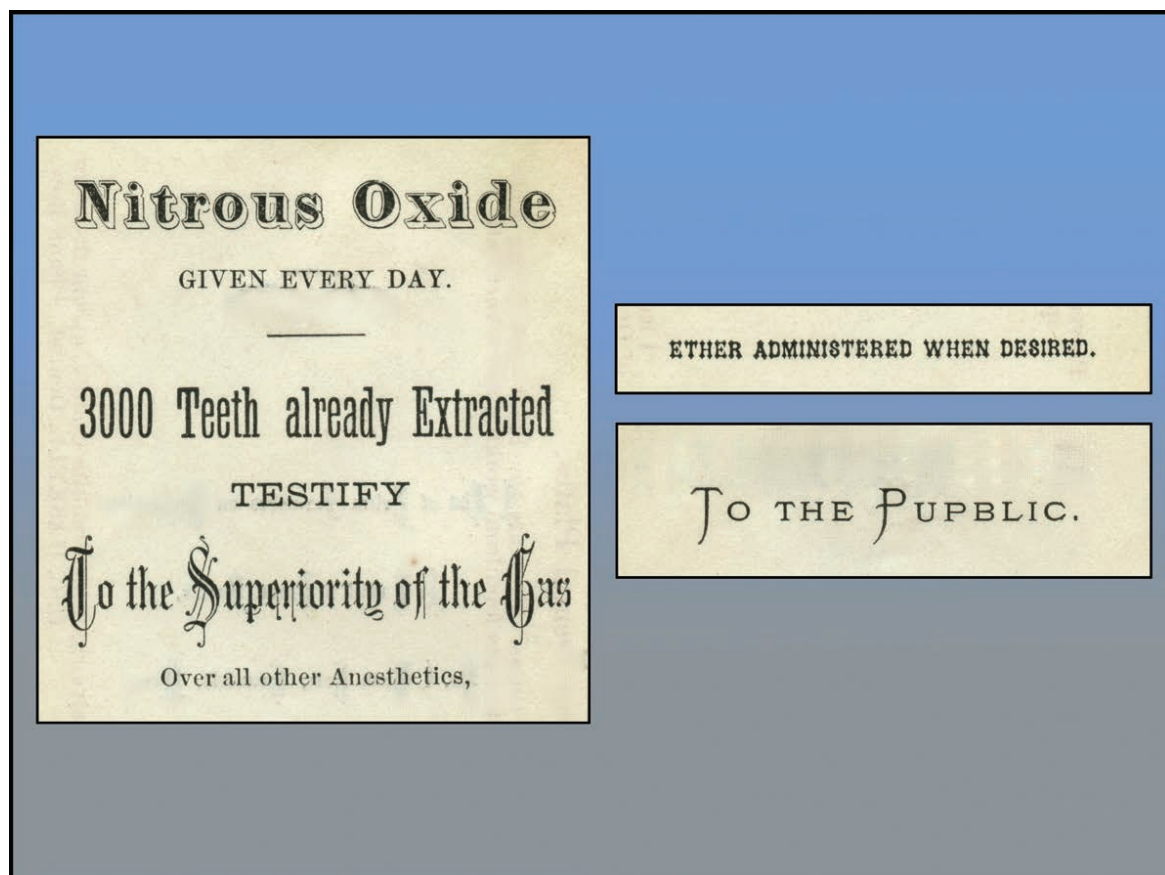 Nitrous Oxide
GIVEN EVERY DAY.
3000 Teeth already Extracted
TESTIFY
To the Superiority of the Gas
Over all other Anesthetics,
ETHER ADMINISTERED WHEN DESIRED.
TO THE PUPBLIC.